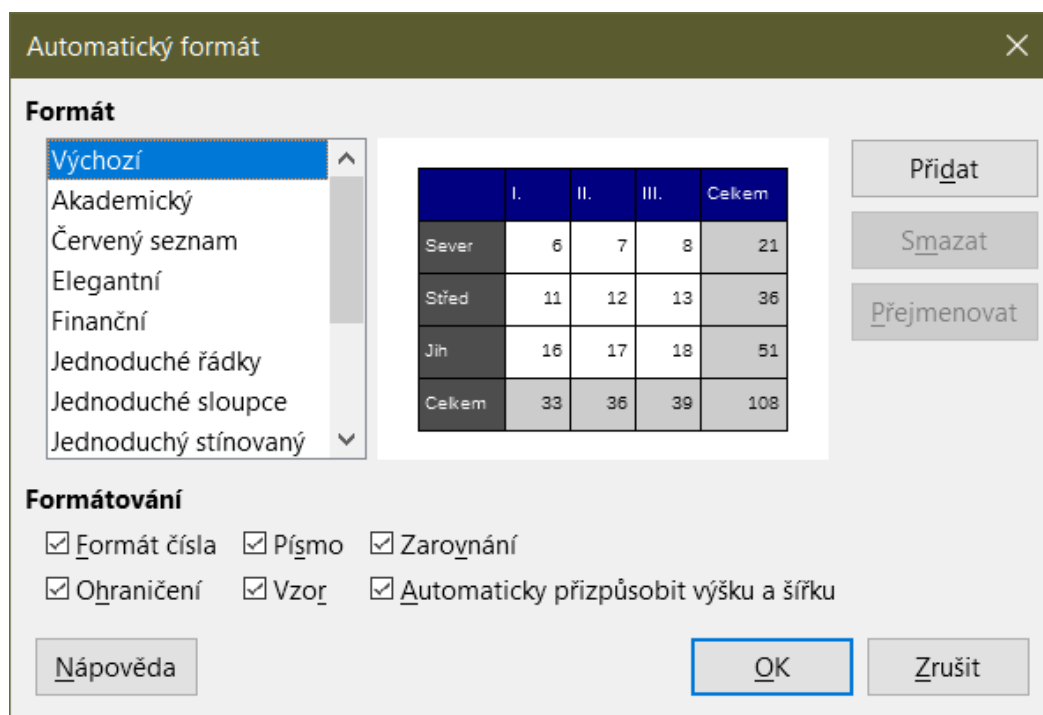 Automatický formát
Formát
Výchozí
Akademický
Červený seznam
Elegantní
Finanční
Jednoduché řádky
Jednoduché sloupce
Jednoduchý stínovaný
I. II. III. Celkem
Sever 6 7 8 21
Střed 11 12 13 36
Jih 16 17 18 51
Celkem 33 36 39 108
Přidat
Smazat
Přejmenovat
Formátování
Formát čísla Písmo Zarovnání
Ohraničení Vzor Automaticky přizpůsobit výšku a šířku
Nápověda OK Zrušit